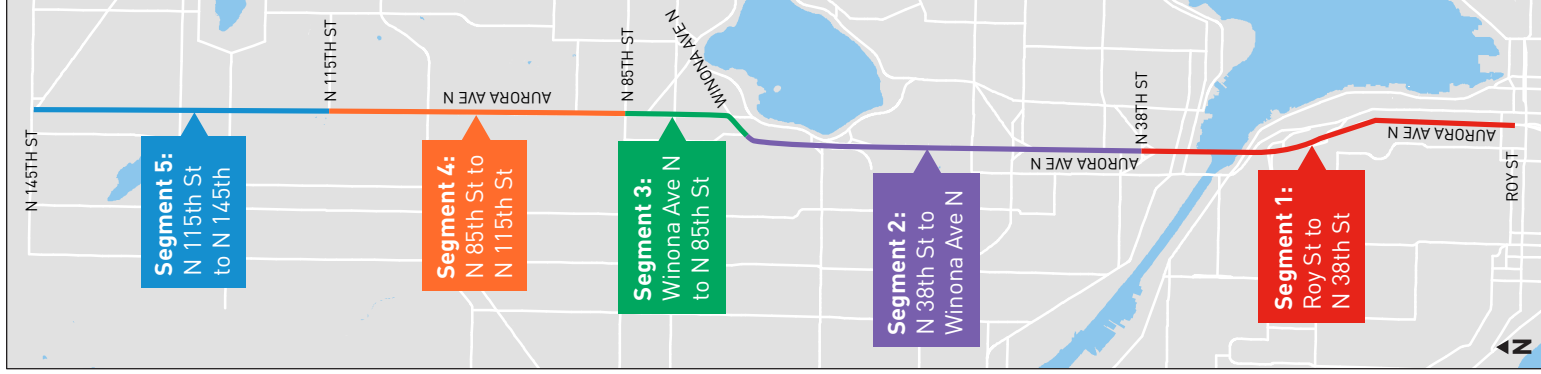 N 145TH ST
Segment 5:
N 115th St
to N 145th
N 115TH ST
AURORA AVE N
Segment 4:
N 85th St to
N 115th St
N 85TH ST
WINONA AVE N
Segment 3:
Winona Ave N
to N 85th St
Segment 2:
N 38th St to
Winona Ave N
AURORA AVE N
N 38TH ST
Segment 1:
Roy St to
N 38th St
AURORA AVE N
ROY ST
N